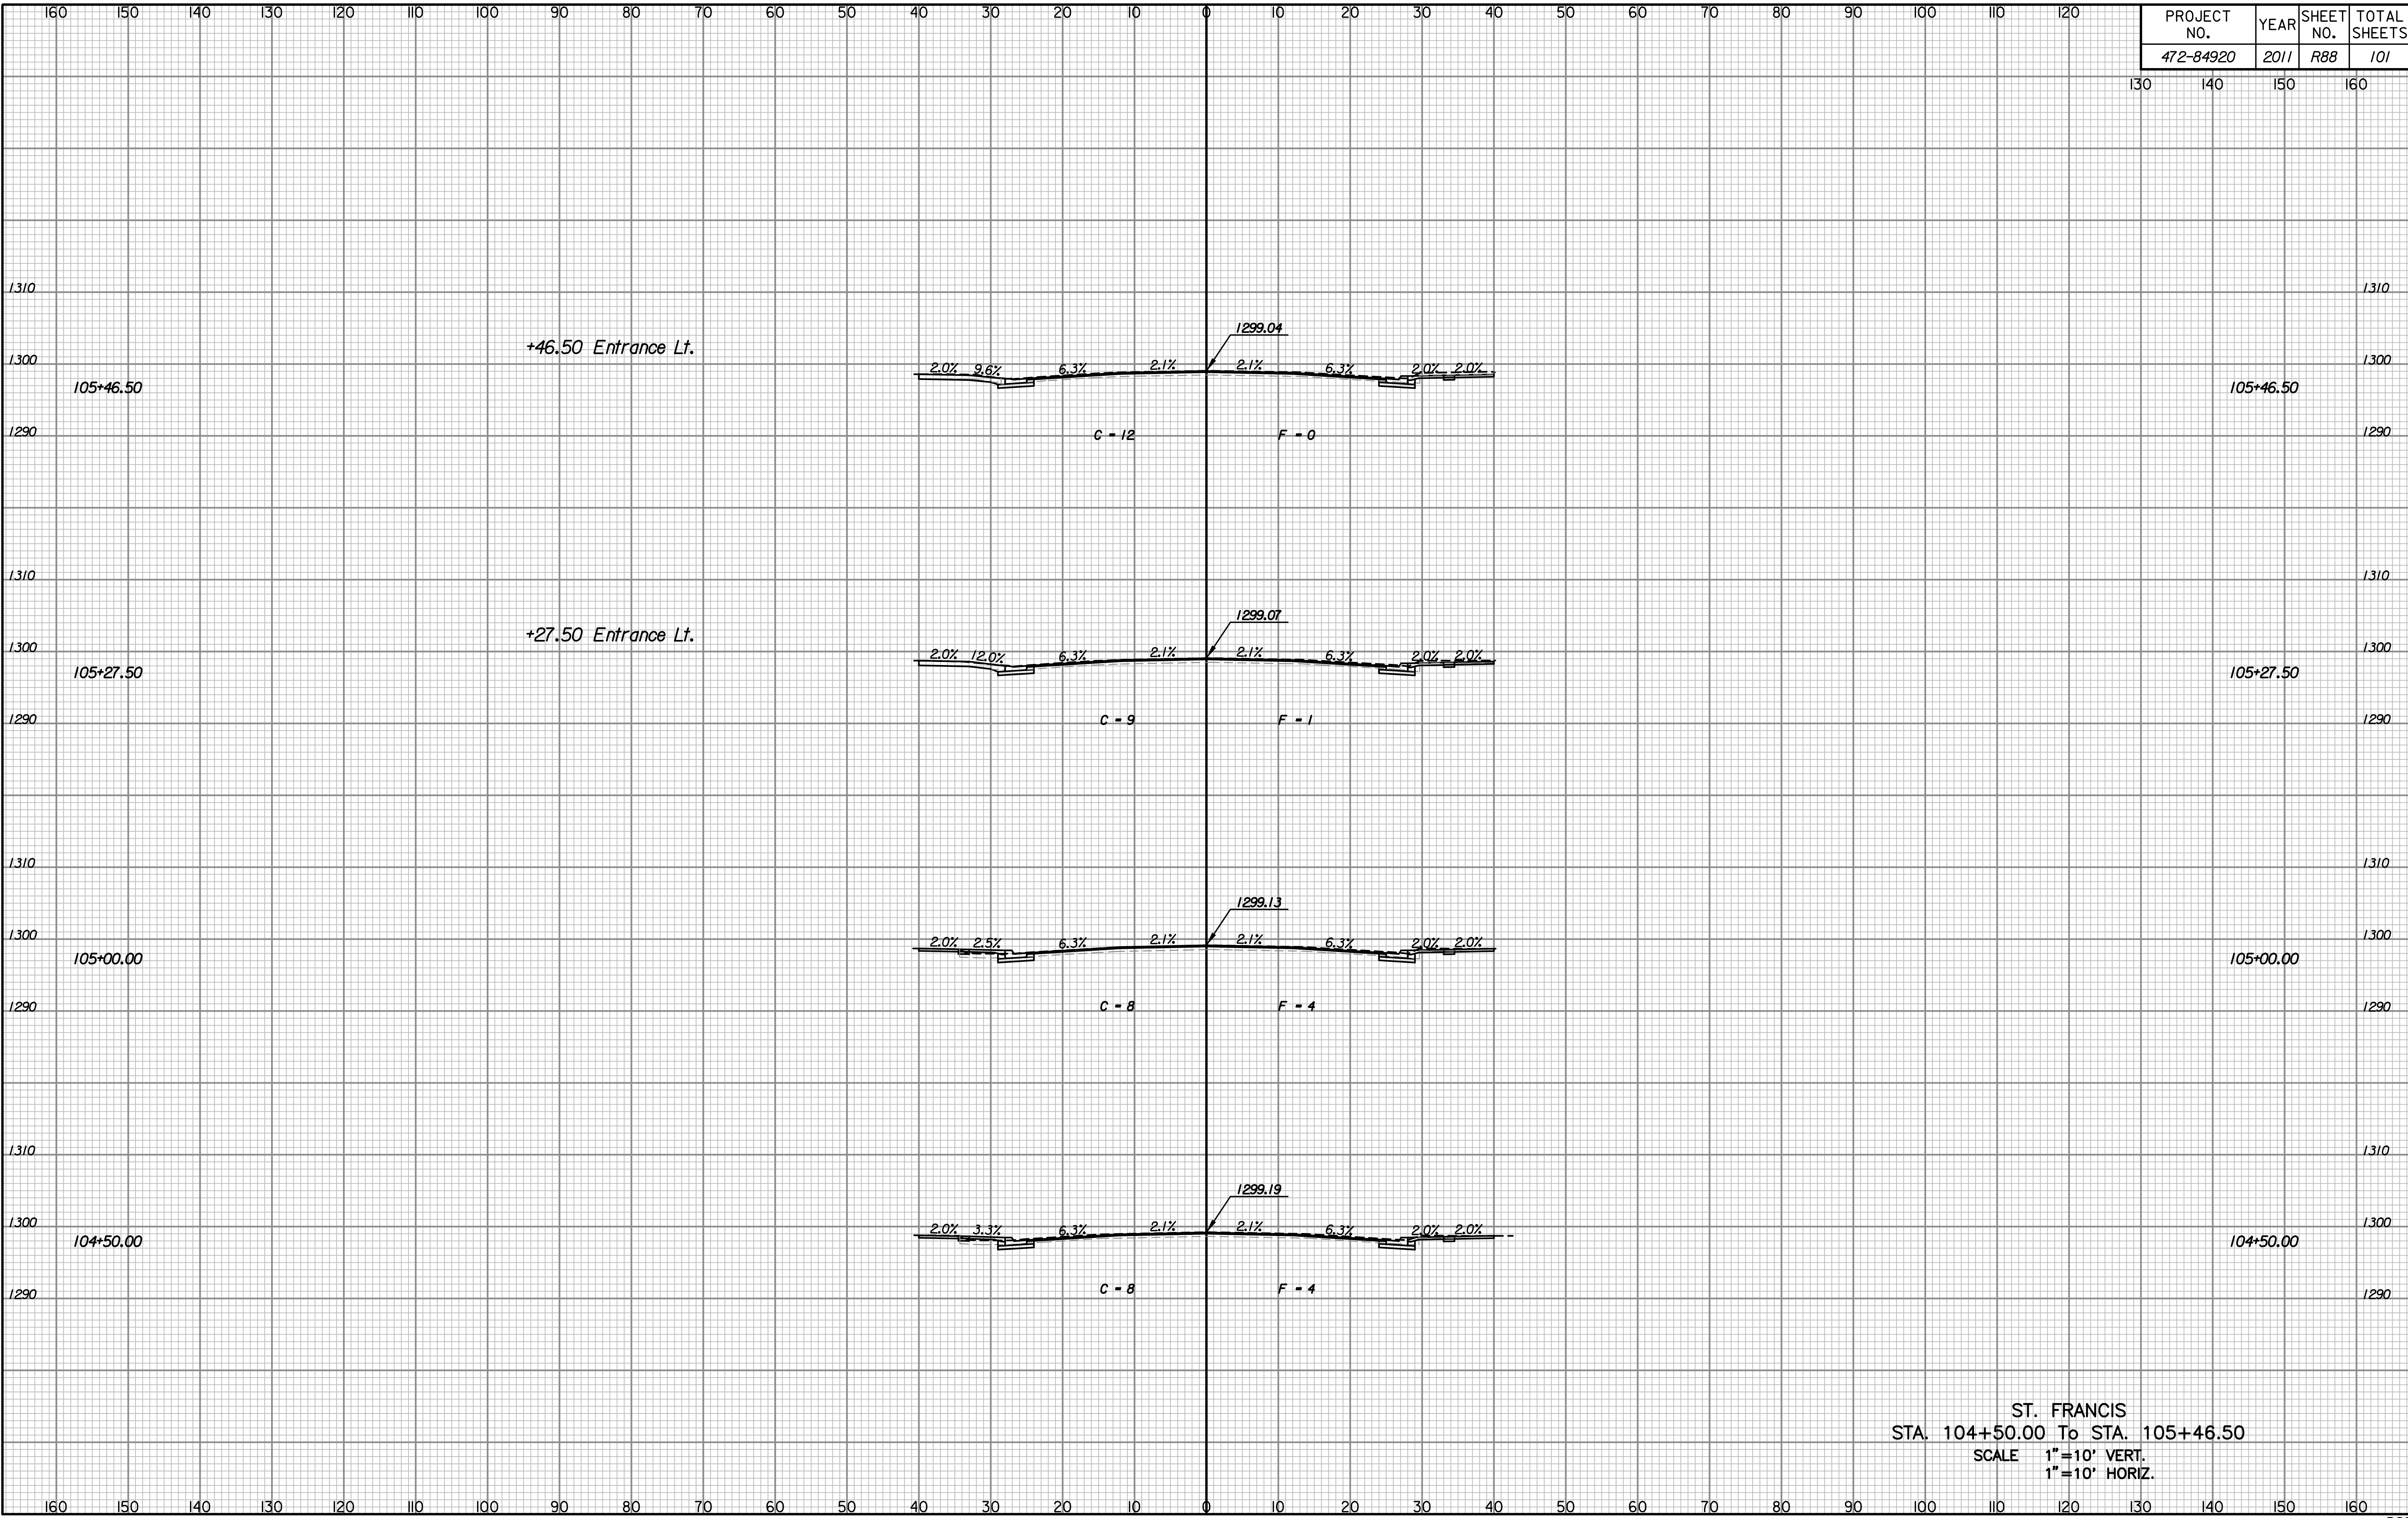 160 150 140 130 120 110 100 90 80 70 60 50 40 30 20 10 0 10 20 30 40 50 60 70 80 90 100 110 120
PROJECT NO. YEAR SHEET NO. TOTAL SHEETS
472-84920 2011 R88 101
130 140 150 160
1310 1310
1299.04
+46.50 Entrance Lt.
1300 1300
2.0% 9.6% 6.3% 2.1% 2.1% 6.3% 2.0% 2.0%
105+46.50 105+46.50
1290 C = 12 F = 0 1290
1310 1310
1299.07
+27.50 Entrance Lt.
1300 1300
2.0% 12.0% 6.3% 2.1% 2.1% 6.3% 2.0% 2.0%
105+27.50 105+27.50
1290 C = 9 F = 1 1290
1310 1310
1299.13
1300 1300
2.0% 2.5% 6.3% 2.1% 2.1% 6.3% 2.0% 2.0%
105+00.00 105+00.00
1290 C = 8 F = 4 1290
1310 1310
1299.19
1300 1300
2.0% 3.3% 6.3% 2.1% 2.1% 6.3% 2.0% 2.0%
104+50.00 104+50.00
1290 C = 8 F = 4 1290
ST. FRANCIS
STA. 104+50.00 To STA. 105+46.50
SCALE 1"=10' VERT.
1"=10' HORIZ.
160 150 140 130 120 110 100 90 80 70 60 50 40 30 20 10 0 10 20 30 40 50 60 70 80 90 100 110 120 130 140 150 160